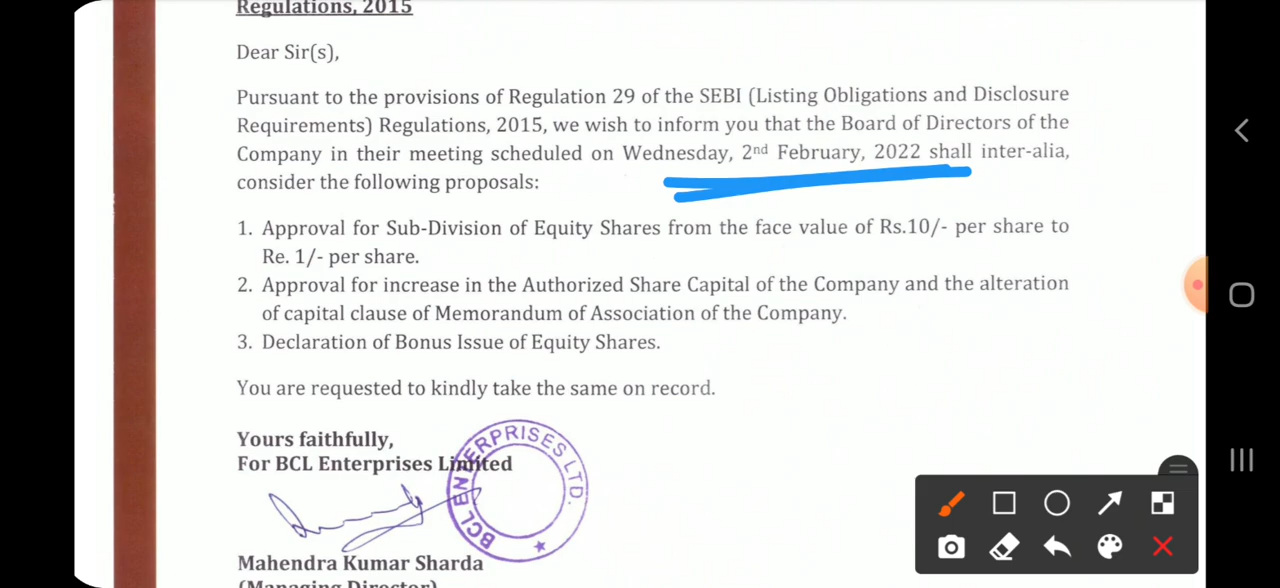 Regulations, 2015
Dear Sir(s),
Pursuant to the provisions of Regulation 29 of the SEBI (Listing Obligations and Disclosure
Requirements) Regulations, 2015, we wish to inform you that the Board of Directors of the
Company in their meeting scheduled on Wednesday, 2nd February, 2022 shall inter-alia,
consider the following proposals:
1. Approval for Sub-Division of Equity Shares from the face value of Rs.10/- per share to
Re. 1/- per share.
2. Approval for increase in the Authorized Share Capital of the Company and the alteration
of capital clause of Memorandum of Association of the Company.
3. Declaration of Bonus Issue of Equity Shares.
You are requested to kindly take the same on record.
Yours faithfully,
For BCL Enterprises Limited
BCL ENTERPRISES LTD.
Mahendra Kumar Sharda
(Managing Director)